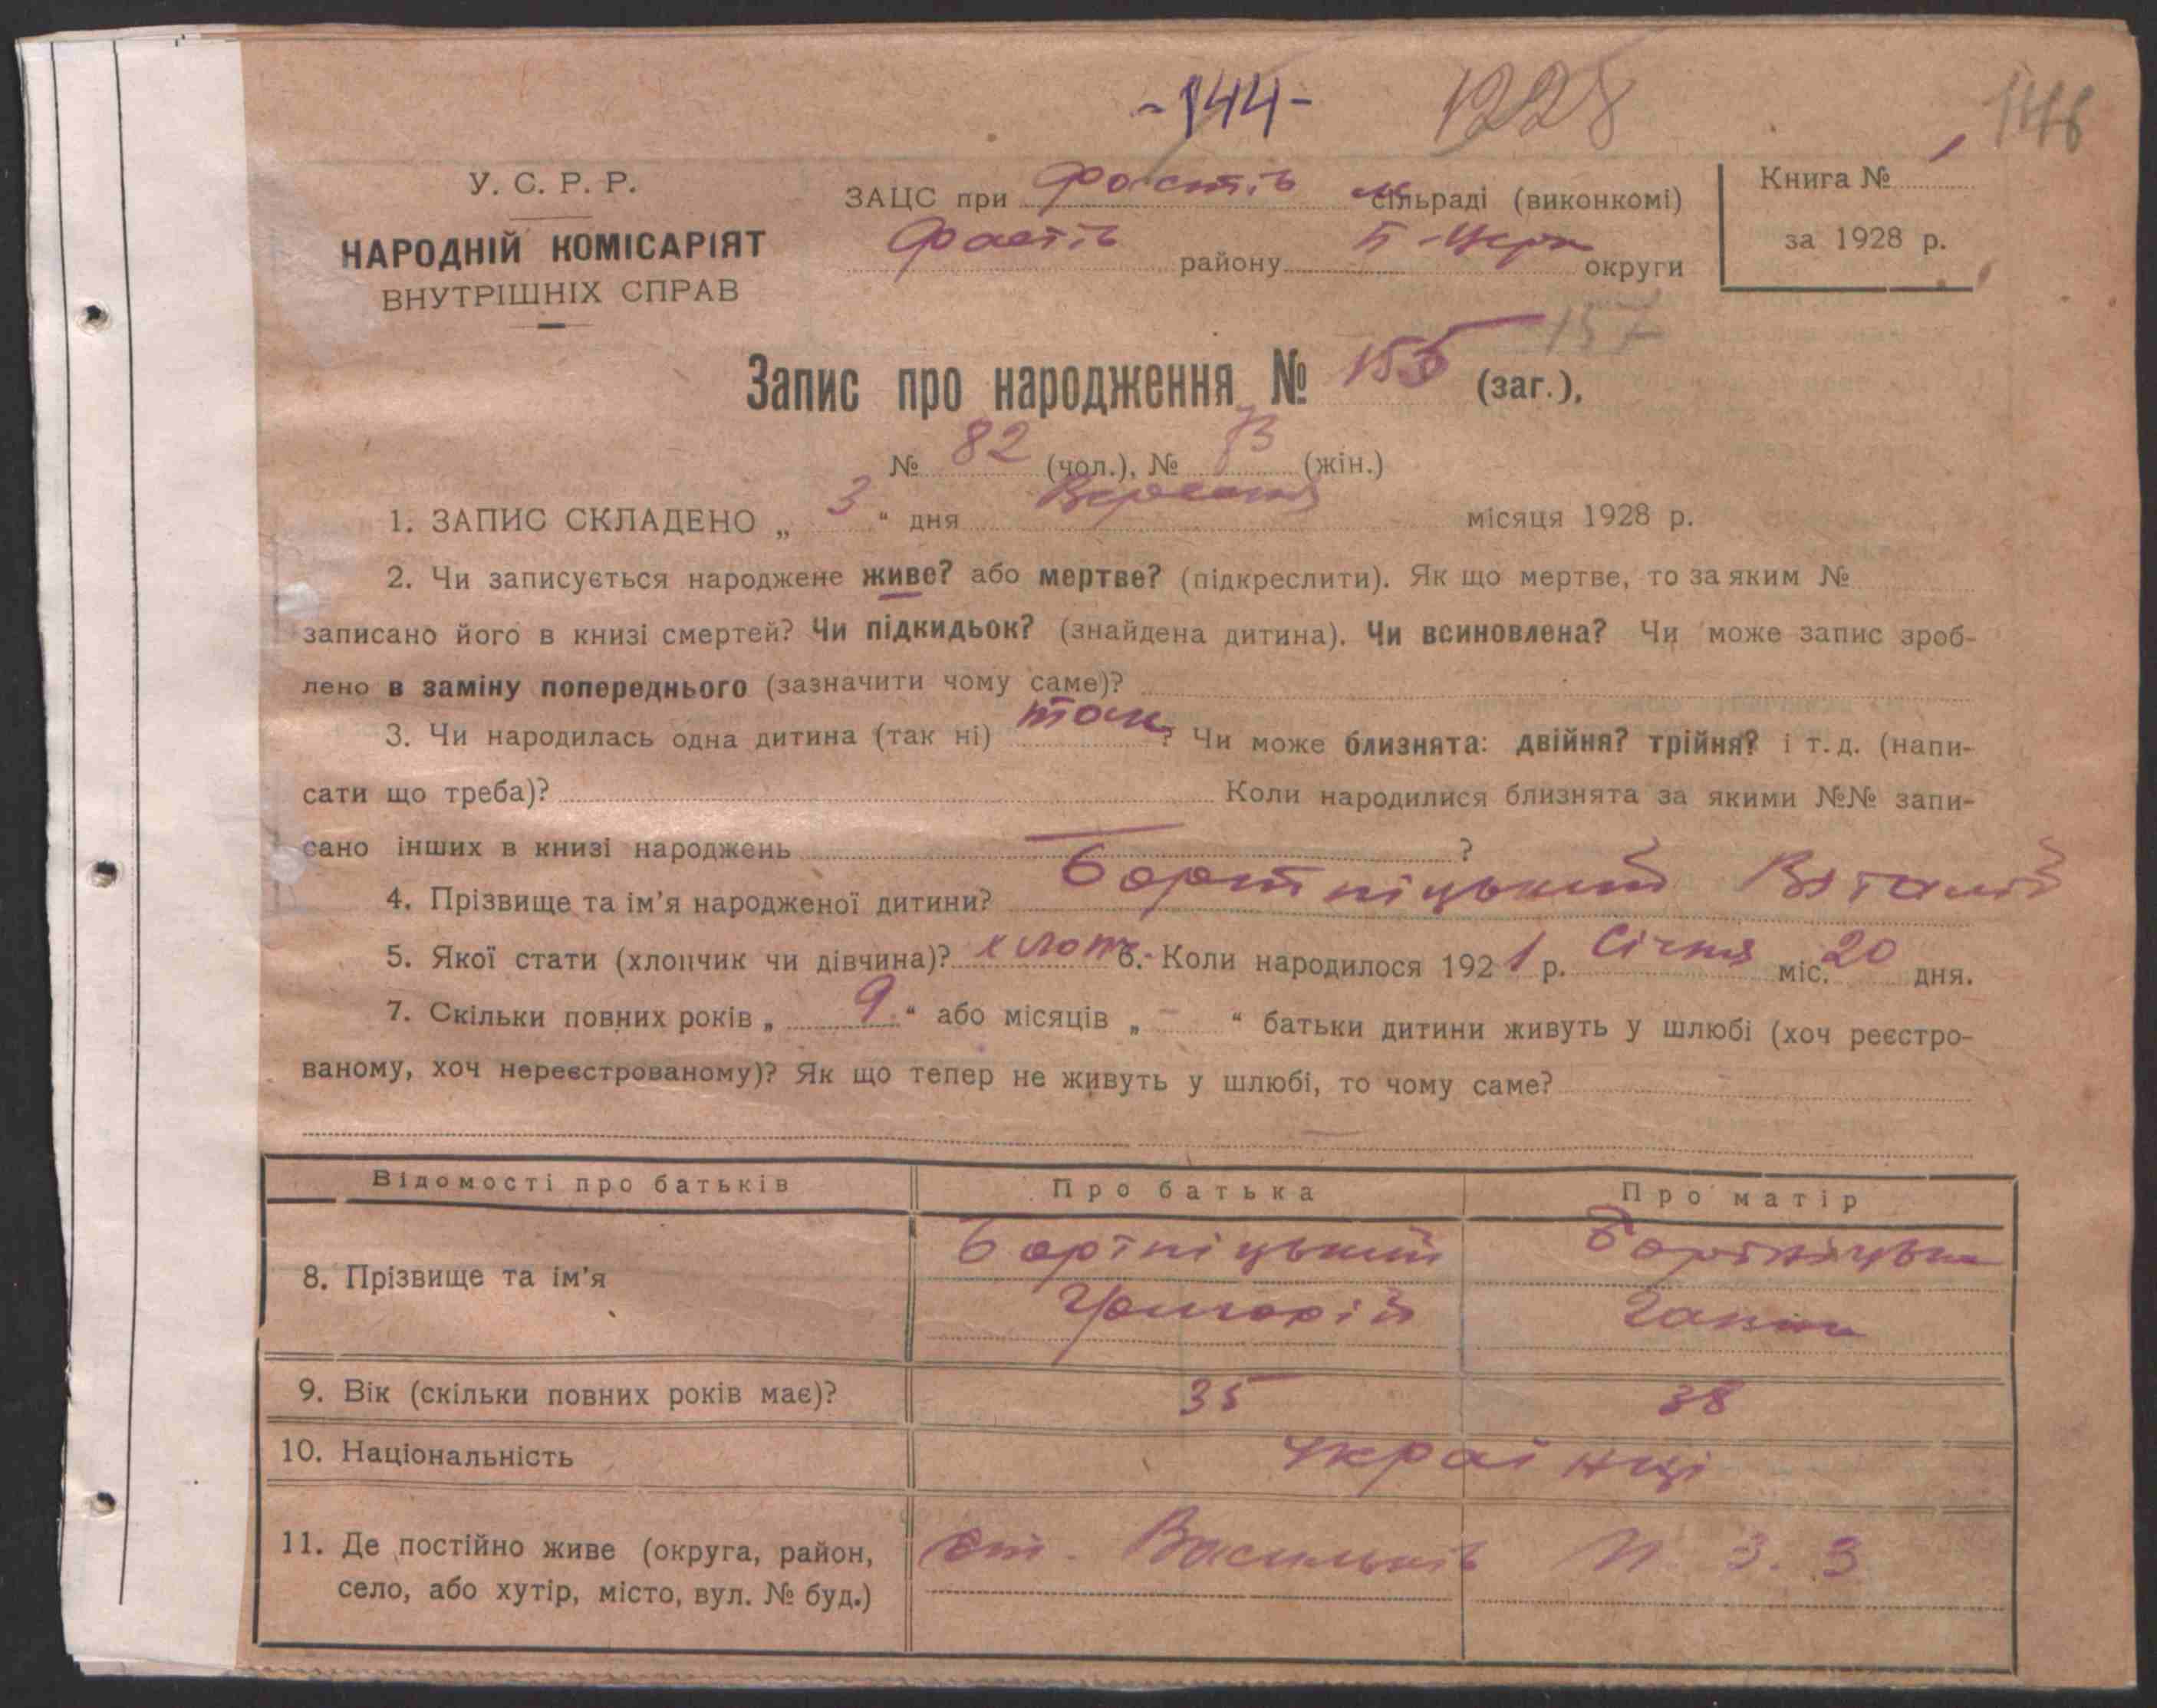 -144- 1228 146
У. С. Р. Р.
НАРОДНІЙ КОМІСАРІЯТ
ВНУТРІШНІХ СПРАВ
ЗАЦС при Фостів сільраді (виконкомі)
Фастів району Б-Церк округи
Книга № 1
за 1928 р.
157
Запис про народження № 155 (заг.),
№ 82 (чол.), № 73 (жін.)
1. ЗАПИС СКЛАДЕНО „ 3 “ дня Вересня місяця 1928 р.
2. Чи записується народжене живе? або мертве? (підкреслити). Як що мертве, то за яким №
записано його в книзі смертей? Чи підкидьок? (знайдена дитина). Чи всиновлена? Чи може запис зроб-
лено в заміну попереднього (зазначити чому саме)?
3. Чи народилась одна дитина (так ні) так ? Чи може близнята: двійня? трійня? і т. д. (напи-
сати що треба)? Коли народилися близнята за якими №№ запи-
сано інших в книзі народжень ?
4. Прізвище та ім’я народженої дитини? Бортніцький Віталій
5. Якої стати (хлопчик чи дівчина)? хлопч. 6. Коли народилося 1921 р. Січня міс. 20 дня.
7. Скільки повних років „ 9 “ або місяців „ - “ батьки дитини живуть у шлюбі (хоч реєстро-
ваному, хоч нереєстрованому)? Як що тепер не живуть у шлюбі, то чому саме?
Відомості про батьків Про батька Про матір
8. Прізвище та ім’я Бортніцький Бортніцька
Григорій Ганна
9. Вік (скільки повних років має)? 35 38
10. Національність українці
11. Де постійно живе (округа, район, ст. Васильків П. З. З
село, або хутір, місто, вул. № буд.)